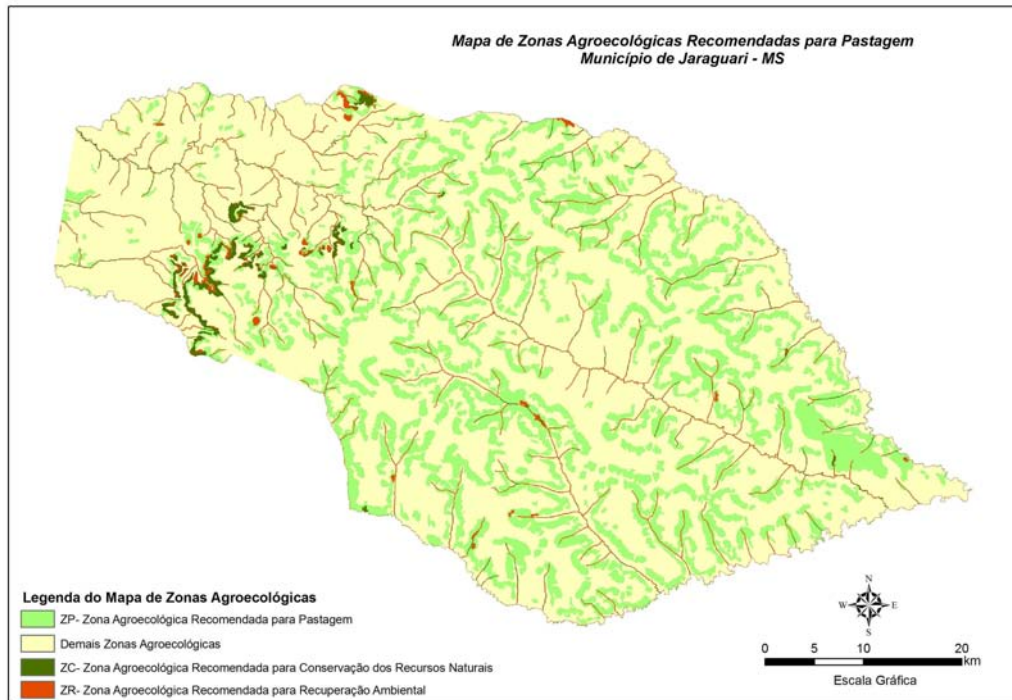 Mapa de Zonas Agroecológicas Recomendadas para Pastagem
Município de Jaraguari - MS
Legenda do Mapa de Zonas Agroecológicas
ZP- Zona Agroecológica Recomendada para Pastagem
Demais Zonas Agroecológicas
ZC- Zona Agroecológica Recomendada para Conservação dos Recursos Naturais
ZR- Zona Agroecológica Recomendada para Recuperação Ambiental
N
W E
S
0 5 10 20
km
Escala Gráfica